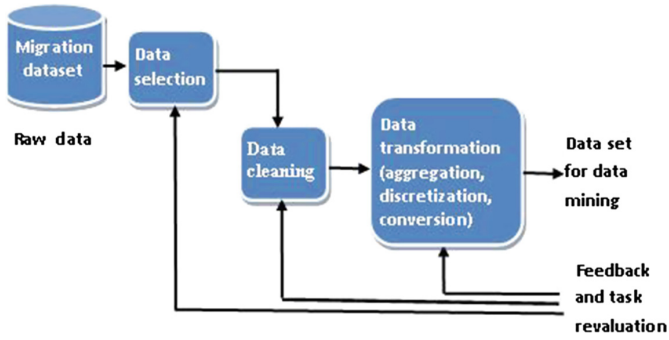 Migration
dataset
Raw data
Data
selection
Data
cleaning
Data
transformation
(aggregation,
discretization,
conversion)
Data set
for data
mining
Feedback
and task
revaluation